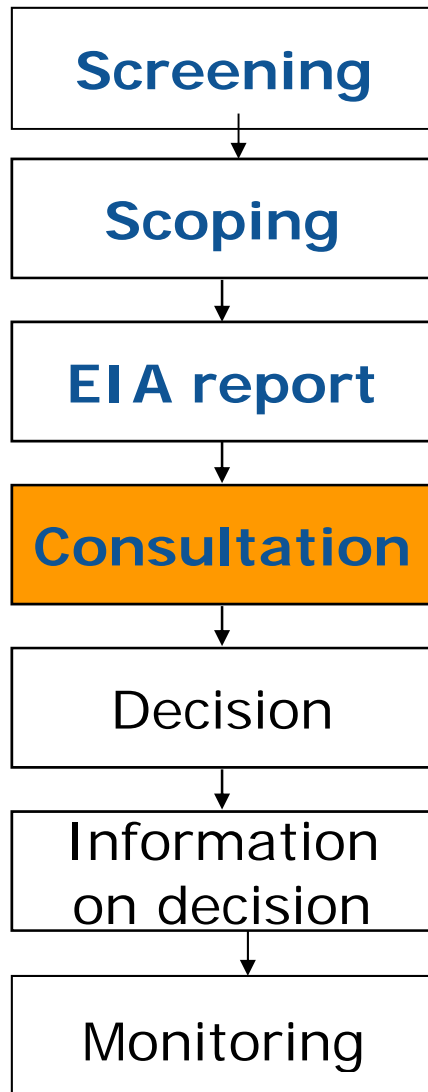 Screening
Scoping
EIA report
Consultation
Decision
Information
on decision
Monitoring